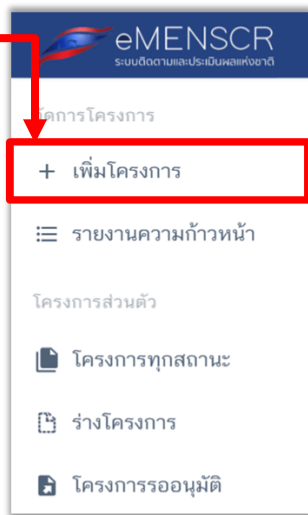 eMENSCR
ระบบติดตามและประเมินผลแห่งชาติ
จัดการโครงการ
เพิ่มโครงการ
รายงานความก้าวหน้า
โครงการส่วนตัว
โครงการทุกสถานะ
ร่างโครงการ
โครงการรออนุมัติ